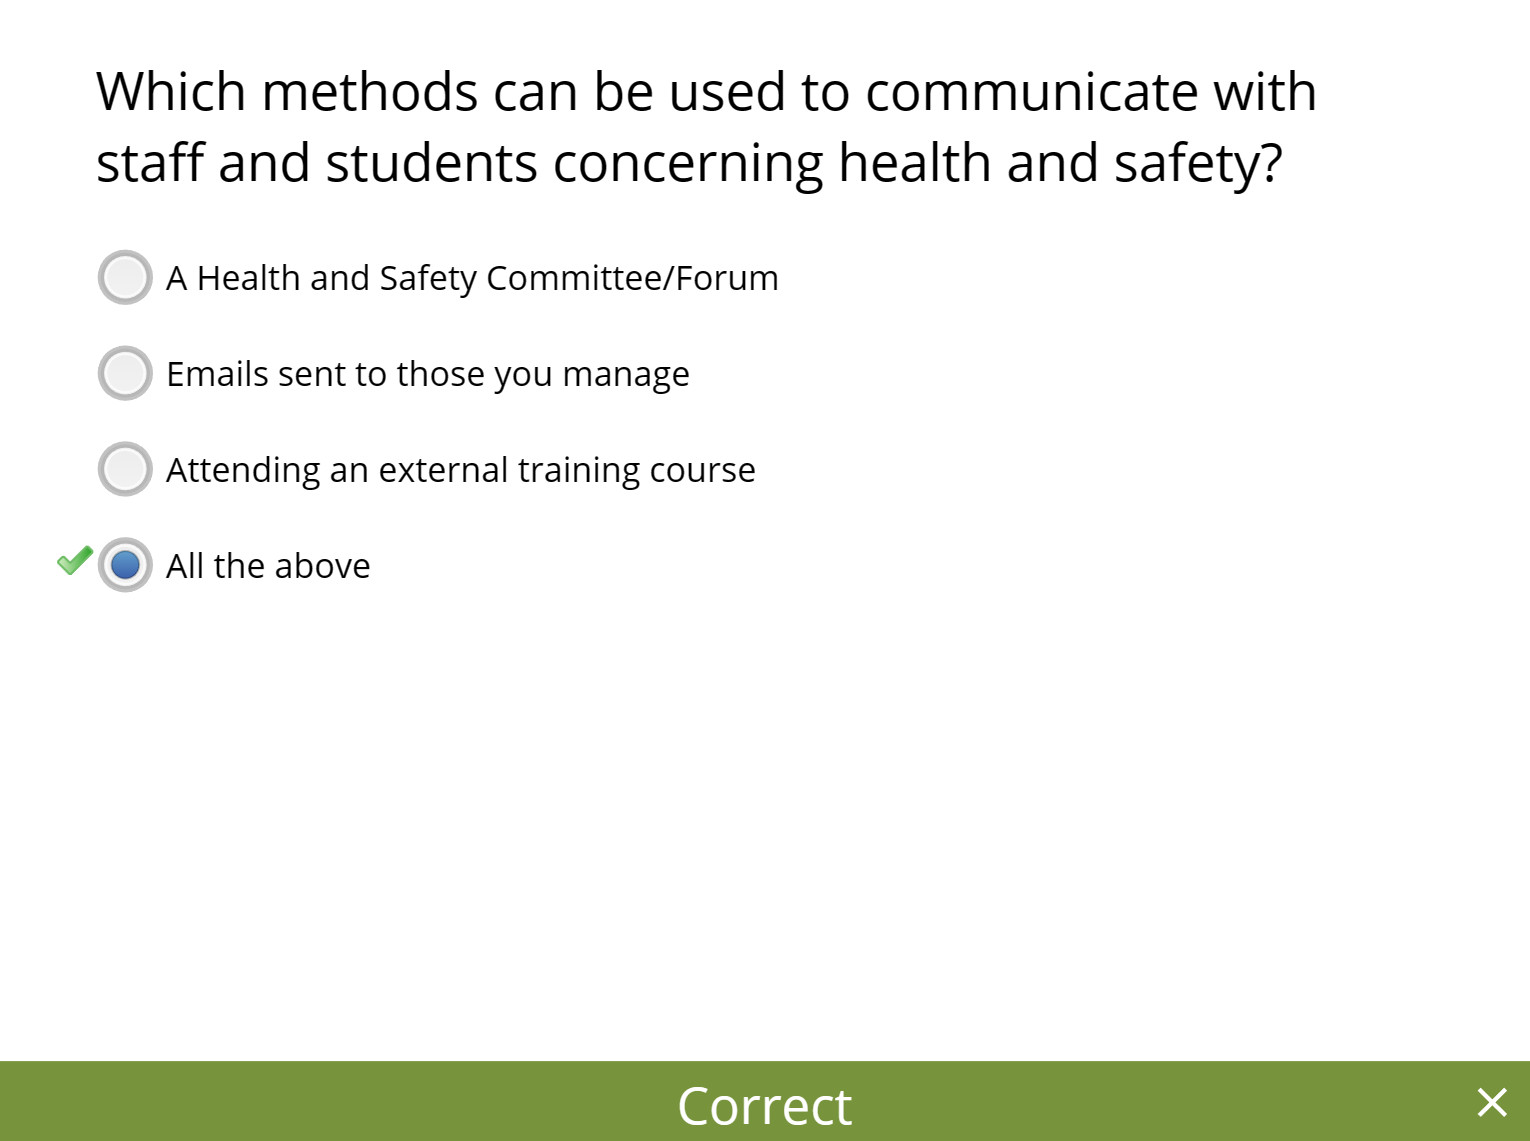 Which methods can be used to communicate with
staff and students concerning health and safety?
A Health and Safety Committee/Forum
Emails sent to those you manage
Attending an external training course
All the above
Correct